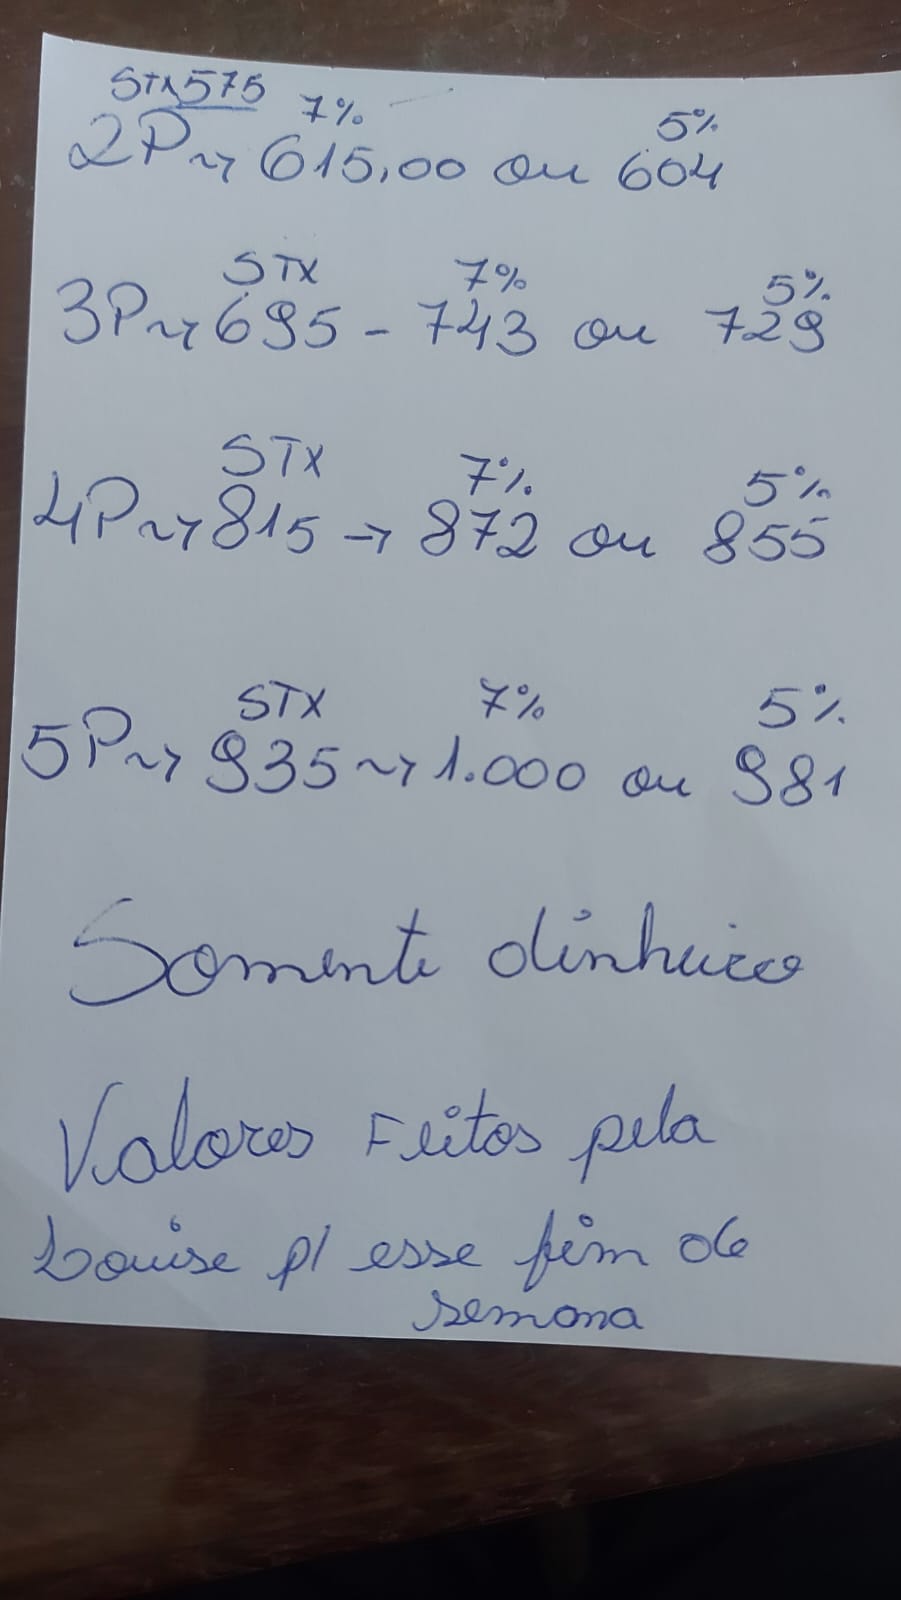 STX575 7% 5%
2P~> 615,00 ou 604
STX 7% 5%
3P~> 695 - 743 ou 729
STX 7% 5%
4P~> 815 -> 872 ou 855
STX 7% 5%
5P~> 935 ~> 1.000 ou 981
Somente dinheiro
Valores Feitos pela
Louise p/ esse fim de
semana